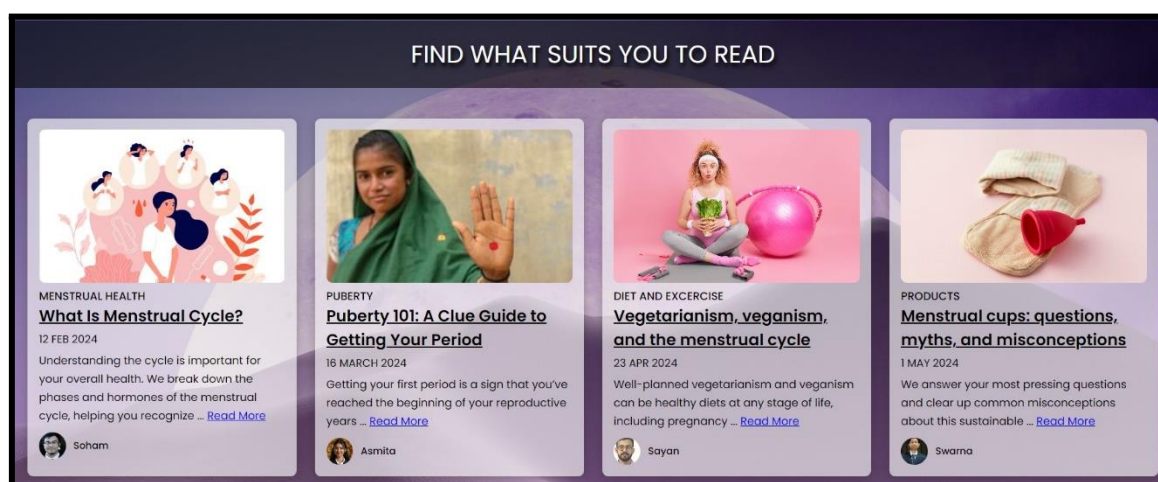 FIND WHAT SUITS YOU TO READ
MENSTRUAL HEALTH
What Is Menstrual Cycle?
12 FEB 2024
Understanding the cycle is important for
your overall health. We break down the
phases and hormones of the menstrual
cycle, helping you recognize ... Read More
Soham
PUBERTY
Puberty 101: A Clue Guide to
Getting Your Period
16 MARCH 2024
Getting your first period is a sign that you've
reached the beginning of your reproductive
years ... Read More
Asmita
DIET AND EXCERCISE
Vegetarianism, veganism,
and the menstrual cycle
23 APR 2024
Well-planned vegetarianism and veganism
can be healthy diets at any stage of life,
including pregnancy ... Read More
Sayan
PRODUCTS
Menstrual cups: questions,
myths, and misconceptions
1 MAY 2024
We answer your most pressing questions
and clear up common misconceptions
about this sustainable ... Read More
Swarna